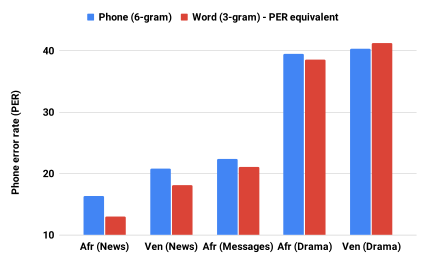 Phone (6-gram) Word (3-gram) - PER equivalent
Phone error rate (PER)
40
30
20
10
Afr (News) Ven (News) Afr (Messages) Afr (Drama) Ven (Drama)